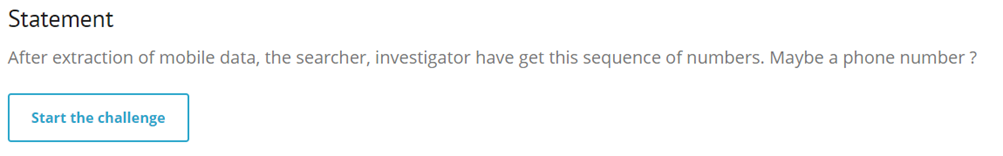 Statement
After extraction of mobile data, the searcher, investigator have get this sequence of numbers. Maybe a phone number ?
Start the challenge